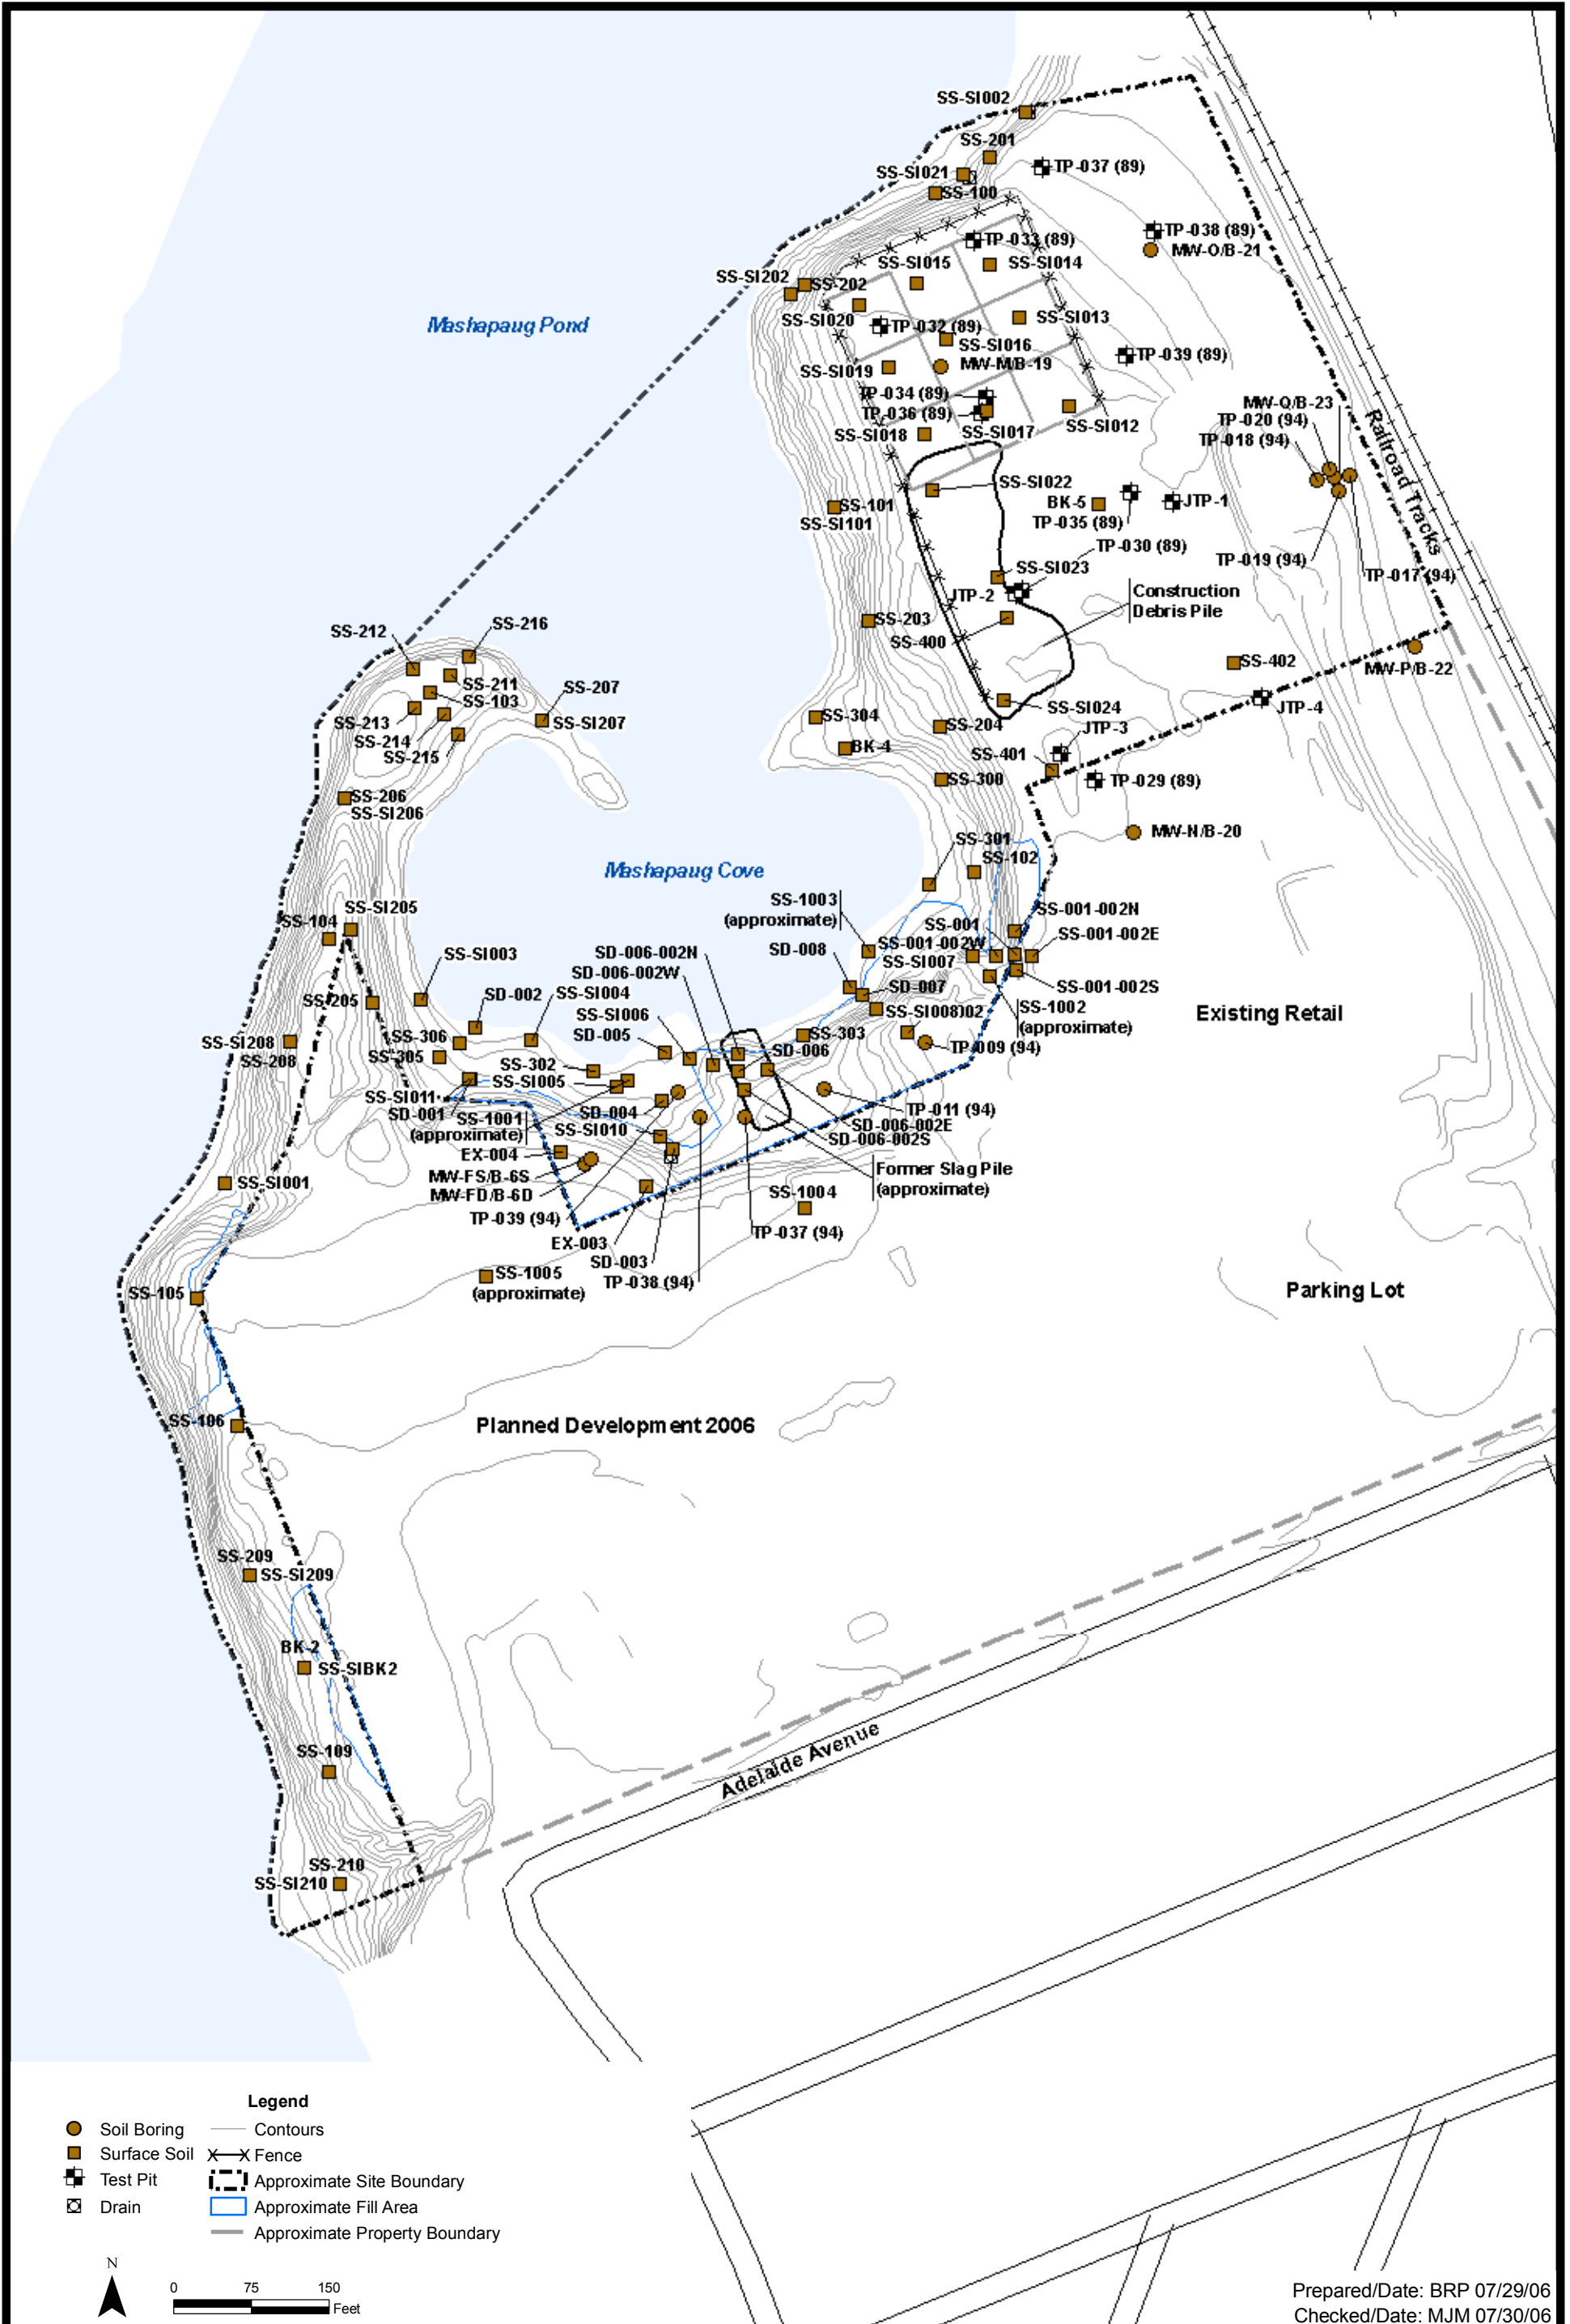 SS-SI002
SS-201
SS-SI021
TP-037 (89)
SS-100
TP-038 (89)
TP-033 (89)
MW-O/B-21
SS-SI015
SS-SI014
SS-SI202
SS-202
SS-SI020
TP-032 (89)
SS-SI013
Mashapaug Pond
SS-SI016
TP-039 (89)
SS-SI019
MW-M/B-19
TP-034 (89)
TP-036 (89)
MW-Q/B-23
TP-020 (94)
TP-018 (94)
SS-SI018
SS-SI017
SS-SI012
Railroad Tracks
SS-SI022
SS-101
SS-SI101
BK-5
JTP-1
TP-035 (89)
TP-030 (89)
TP-019 (94)
TP-017 (94)
SS-SI023
JTP-2
Construction
Debris Pile
SS-203
SS-400
SS-212
SS-216
SS-402
MW-P/B-22
SS-211
SS-103
SS-207
SS-SI207
SS-213
SS-214
SS-215
SS-304
SS-SI024
JTP-4
SS-204
JTP-3
BK-4
SS-401
SS-300
TP-029 (89)
SS-206
SS-SI206
MW-N/B-20
SS-301
SS-102
Mashapaug Cove
SS-1003
(approximate)
SS-SI205
SS-104
SS-001-002N
SS-001
SS-001-002E
SS-001-002W
SS-SI007
SD-008
SD-006-002N
SD-006-002W
SS-SI003
SD-007
SS-001-002S
SS-205
SD-002
SS-SI004
SS-SI006
SD-005
SS-SI008
02
SS-1002
(approximate)
Existing Retail
SS-SI208
SS-208
SS-306
SS-305
SS-303
TP-009 (94)
SD-006
SS-302
SS-SI005
SS-SI011
SD-001
SS-1001
(approximate)
SD-004
SS-SI010
TP-011 (94)
SD-006-002E
SD-006-002S
EX-004
MW-FS/B-6S
MW-FD/B-6D
Former Slag Pile
(approximate)
SS-SI001
SS-1004
TP-039 (94)
TP-037 (94)
EX-003
SD-003
TP-038 (94)
SS-1005
(approximate)
SS-105
Parking Lot
SS-106
Planned Development 2006
SS-209
SS-SI209
BK-2
SS-SIBK2
SS-109
Adelaide Avenue
SS-210
SS-SI210
Legend
Soil Boring
Surface Soil
Test Pit
Drain
Contours
Fence
Approximate Site Boundary
Approximate Fill Area
Approximate Property Boundary
N
0 75 150
Feet
Prepared/Date: BRP 07/29/06
Checked/Date: MJM 07/30/06